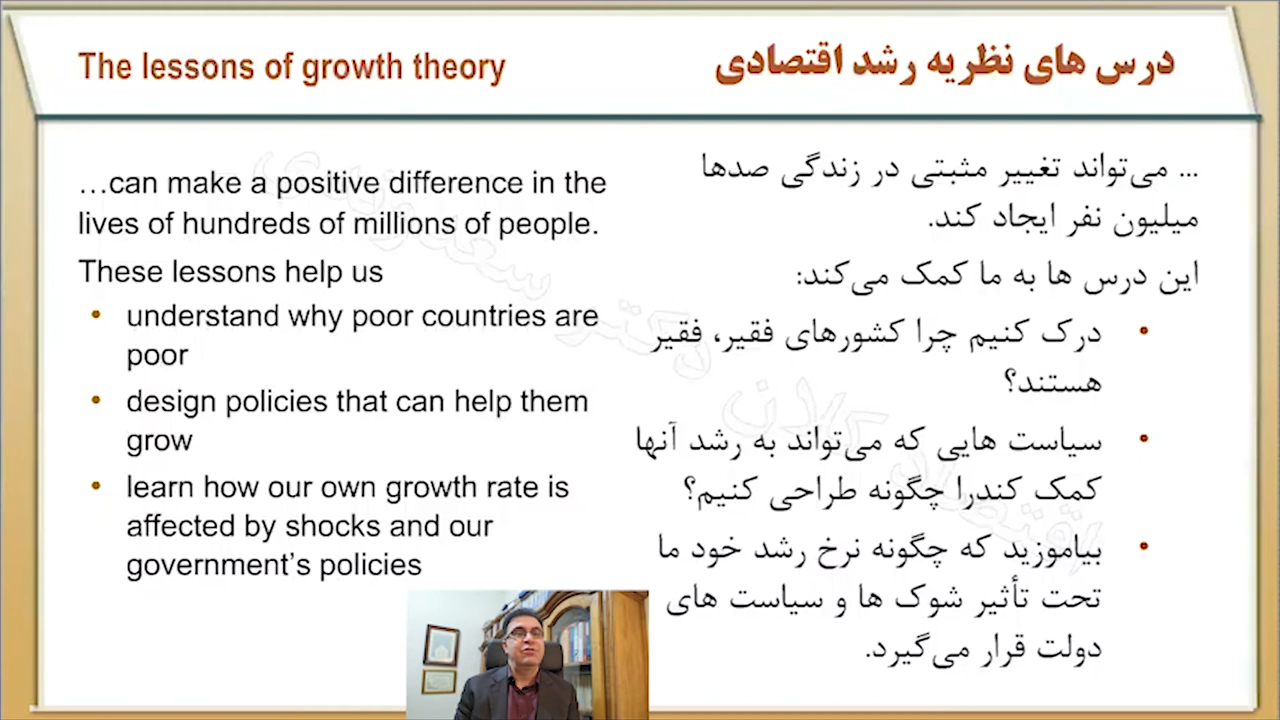 The lessons of growth theory
درس های نظریه رشد اقتصادی
…can make a positive difference in the
lives of hundreds of millions of people.
These lessons help us
• understand why poor countries are
poor
• design policies that can help them
grow
• learn how our own growth rate is
affected by shocks and our
government’s policies
... می‌تواند تغییر مثبتی در زندگی صدها
میلیون نفر ایجاد کند.
این درس ها به ما کمک می‌کند:
• درک کنیم چرا کشورهای فقیر، فقیر
هستند؟
• سیاست هایی که می‌تواند به رشد آنها
کمک کندرا چگونه طراحی کنیم؟
• بیاموزید که چگونه نرخ رشد خود ما
تحت تأثیر شوک ها و سیاست های
دولت قرار می‌گیرد.
اقتصاد کلان دکتر